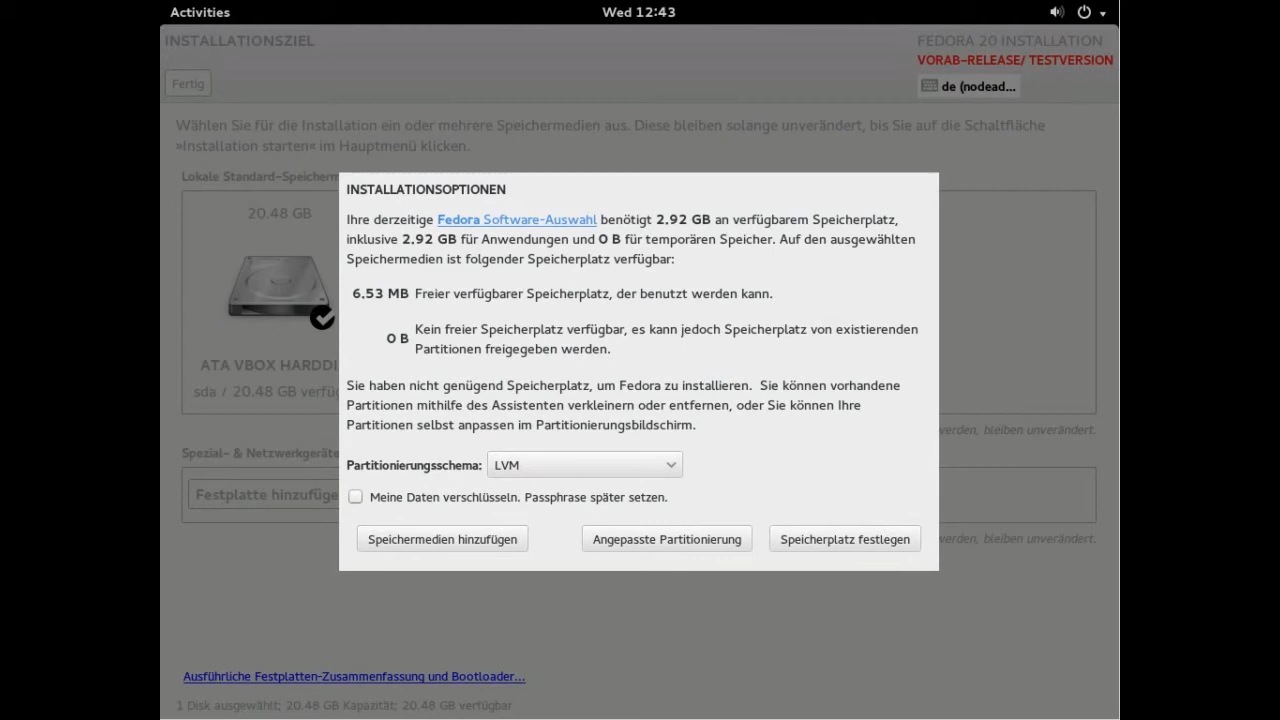 Activities
Wed 12:43
INSTALLATIONSZIEL
FEDORA 20 INSTALLATION
VORAB-RELEASE/ TESTVERSION
Fertig
de (nodead...
Wählen Sie für die Installation ein oder mehrere Speichermedien aus. Diese bleiben solange unverändert, bis Sie auf die Schaltfläche
»Installation starten« im Hauptmenü klicken.
Lokale Standard-Speicherm
20.48 GB
ATA VBOX HARDDI
sda / 20.48 GB verfüg
werden, bleiben unverändert.
Spezial- & Netzwerkgeräte
Festplatte hinzufüge
werden, bleiben unverändert.
INSTALLATIONSOPTIONEN
Ihre derzeitige Fedora Software-Auswahl benötigt 2.92 GB an verfügbarem Speicherplatz,
inklusive 2.92 GB für Anwendungen und 0 B für temporären Speicher. Auf den ausgewählten
Speichermedien ist folgender Speicherplatz verfügbar:
6.53 MB Freier verfügbarer Speicherplatz, der benutzt werden kann.
0 B Kein freier Speicherplatz verfügbar, es kann jedoch Speicherplatz von existierenden
Partitionen freigegeben werden.
Sie haben nicht genügend Speicherplatz, um Fedora zu installieren. Sie können vorhandene
Partitionen mithilfe des Assistenten verkleinern oder entfernen, oder Sie können Ihre
Partitionen selbst anpassen im Partitionierungsbildschirm.
Partitionierungsschema: LVM
Meine Daten verschlüseln. Passphrase später setzen.
Speichermedien hinzufügen
Angepasste Partitionierung
Speicherplatz festlegen
Ausführliche Festplatten-Zusammenfassung und Bootloader...
1 Disk ausgewählt; 20.48 GB Kapazität; 20.48 GB verfügbar